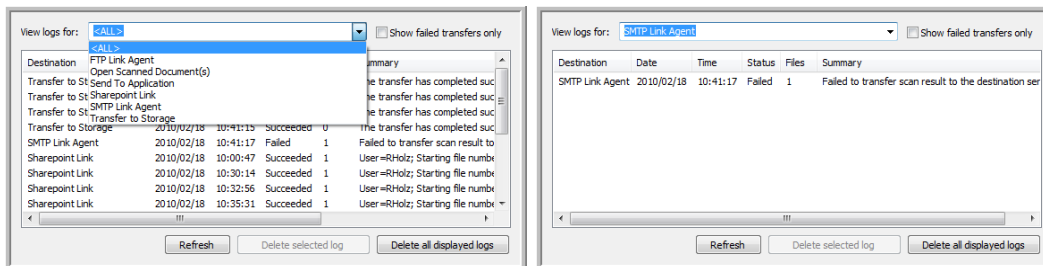 View logs for: <ALL> Show failed transfers only
<ALL>
FTP Link Agent
Open Scanned Document(s)
Send To Application
Sharepoint Link
SMTP Link Agent
Transfer to Storage
Destination ummary
Transfer to St he transfer has completed suc
Transfer to St he transfer has completed suc
Transfer to St he transfer has completed suc
Transfer to Storage 2010/02/18 10:41:15 Succeeded 0 The transfer has completed suc
SMTP Link Agent 2010/02/18 10:41:17 Failed 1 Failed to transfer scan result to
Sharepoint Link 2010/02/18 10:00:47 Succeeded 1 User=RHolz; Starting file numbe
Sharepoint Link 2010/02/18 10:30:14 Succeeded 1 User=RHolz; Starting file numbe
Sharepoint Link 2010/02/18 10:32:56 Succeeded 1 User=RHolz; Starting file numbe
Sharepoint Link 2010/02/18 10:35:31 Succeeded 1 User=RHolz; Starting file numbe
Refresh Delete selected log Delete all displayed logs
View logs for: SMTP Link Agent Show failed transfers only
Destination Date Time Status Files Summary
SMTP Link Agent 2010/02/18 10:41:17 Failed 1 Failed to transfer scan result to the destination ser
Refresh Delete selected log Delete all displayed logs